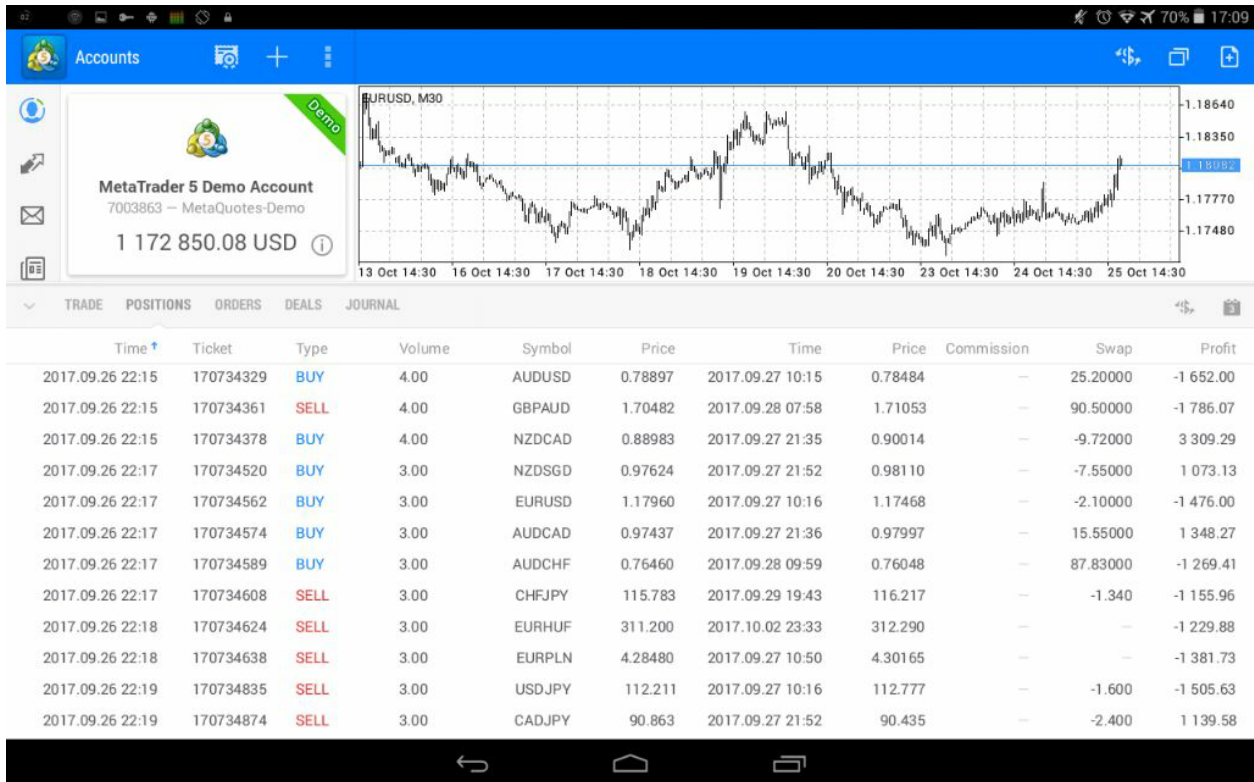 70% 17:09
Accounts
Demo
MetaTrader 5 Demo Account
7003863 — MetaQuotes-Demo
1 172 850.08 USD
EURUSD, M30
1.18640
1.18350
1.18082
1.17770
1.17480
13 Oct 14:30 16 Oct 14:30 17 Oct 14:30 18 Oct 14:30 19 Oct 14:30 20 Oct 14:30 23 Oct 14:30 24 Oct 14:30 25 Oct 14:30
TRADE POSITIONS ORDERS DEALS JOURNAL
Time Ticket Type Volume Symbol Price Time Price Commission Swap Profit
2017.09.26 22:15 170734329 BUY 4.00 AUDUSD 0.78897 2017.09.27 10:15 0.78484 — 25.20000 -1 652.00
2017.09.26 22:15 170734361 SELL 4.00 GBPAUD 1.70482 2017.09.28 07:58 1.71053 — 90.50000 -1 786.07
2017.09.26 22:15 170734378 BUY 4.00 NZDCAD 0.88983 2017.09.27 21:35 0.90014 — -9.72000 3 309.29
2017.09.26 22:17 170734520 BUY 3.00 NZDSGD 0.97624 2017.09.27 21:52 0.98110 — -7.55000 1 073.13
2017.09.26 22:17 170734562 BUY 3.00 EURUSD 1.17960 2017.09.27 10:16 1.17468 — -2.10000 -1 476.00
2017.09.26 22:17 170734574 BUY 3.00 AUDCAD 0.97437 2017.09.27 21:36 0.97997 — 15.55000 1 348.27
2017.09.26 22:17 170734589 BUY 3.00 AUDCHF 0.76460 2017.09.28 09:59 0.76048 — 87.83000 -1 269.41
2017.09.26 22:17 170734608 SELL 3.00 CHFJPY 115.783 2017.09.29 19:43 116.217 — -1.340 -1 155.96
2017.09.26 22:18 170734624 SELL 3.00 EURHUF 311.200 2017.10.02 23:33 312.290 — — -1 229.88
2017.09.26 22:18 170734638 SELL 3.00 EURPLN 4.28480 2017.09.27 10:50 4.30165 — — -1 381.73
2017.09.26 22:19 170734835 SELL 3.00 USDJPY 112.211 2017.09.27 10:16 112.777 — -1.600 -1 505.63
2017.09.26 22:19 170734874 SELL 3.00 CADJPY 90.863 2017.09.27 21:52 90.435 — -2.400 1 139.58